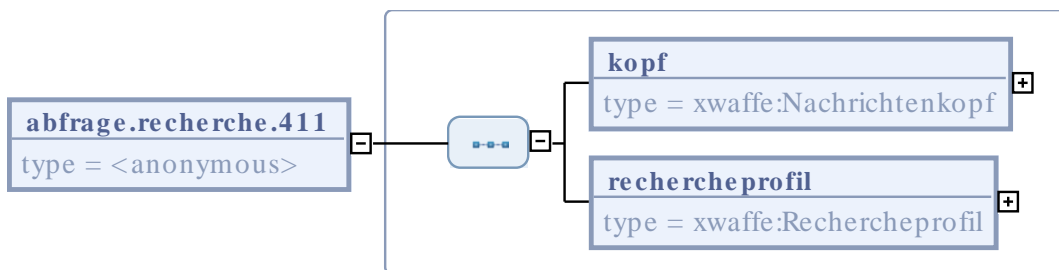 kopf
type = xwaffe:Nachrichtenkopf
abfrage.recherche.411
type = <anonymous>
rechercheprofil
type = xwaffe:Rechercheprofil